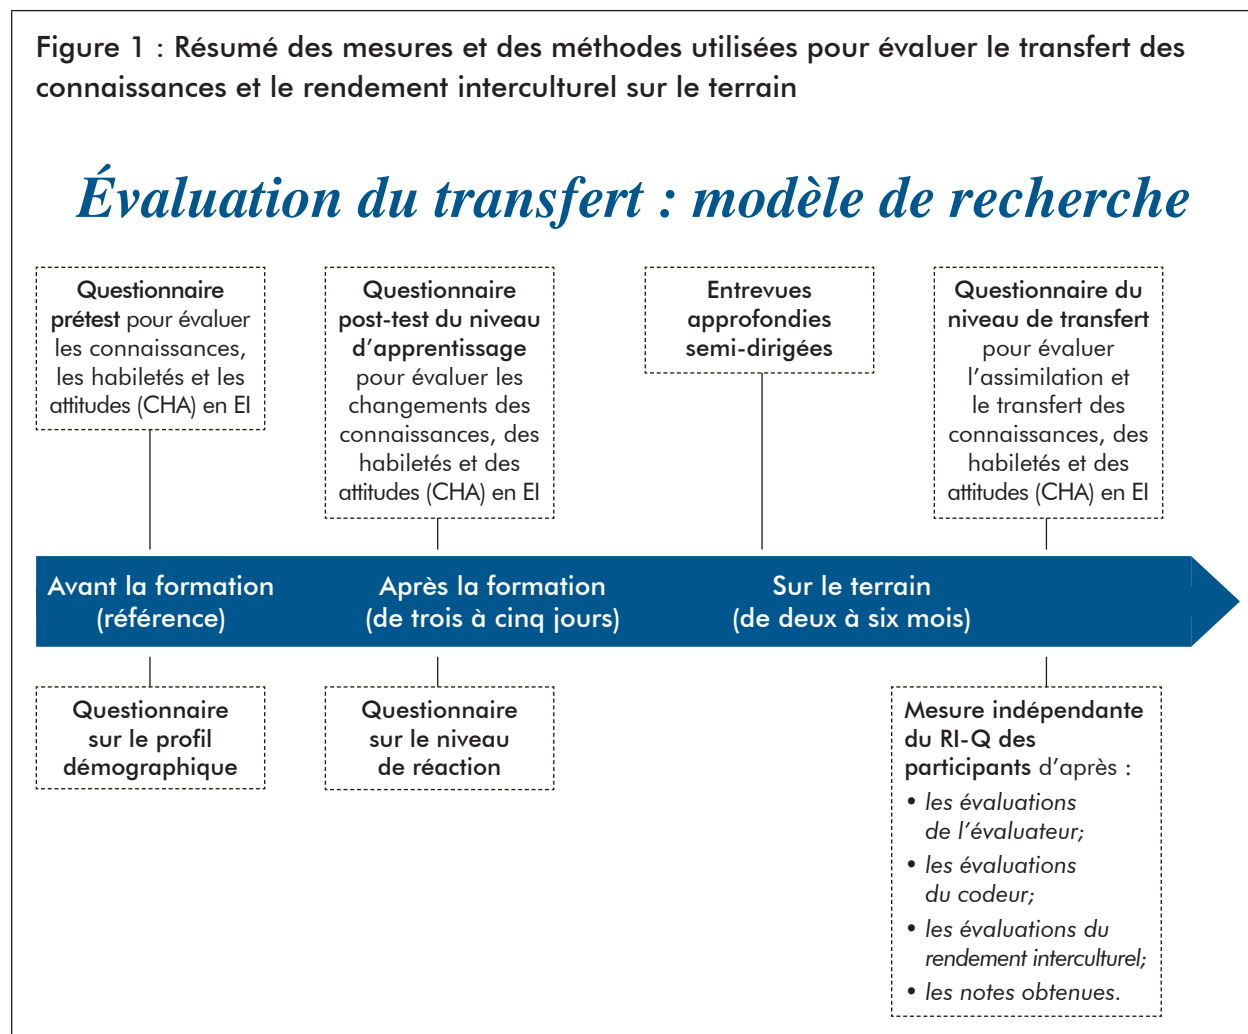 Figure 1 : Résumé des mesures et des méthodes utilisées pour évaluer le transfert des
connaissances et le rendement interculturel sur le terrain
Évaluation du transfert : modèle de recherche
Questionnaire
prétest pour évaluer
les connaissances,
les habiletés et les
attitudes (CHA) en EI
Questionnaire
post-test du niveau
d’apprentissage
pour évaluer les
changements des
connaissances, des
habiletés et des
attitudes (CHA) en EI
Entrevues
approfondies
semi-dirigées
Questionnaire du
niveau de transfert
pour évaluer
l’assimilation et
le transfert des
connaissances, des
habiletés et des
attitudes (CHA) en EI
Avant la formation
(référence)
Après la formation
(de trois à cinq jours)
Sur le terrain
(de deux à six mois)
Questionnaire
sur le profil
démographique
Questionnaire
sur le niveau
de réaction
Mesure indépendante
du RI-Q des
participants d’après :
• les évaluations
de l’évaluateur;
• les évaluations
du codeur;
• les évaluations du
rendement interculturel;
• les notes obtenues.